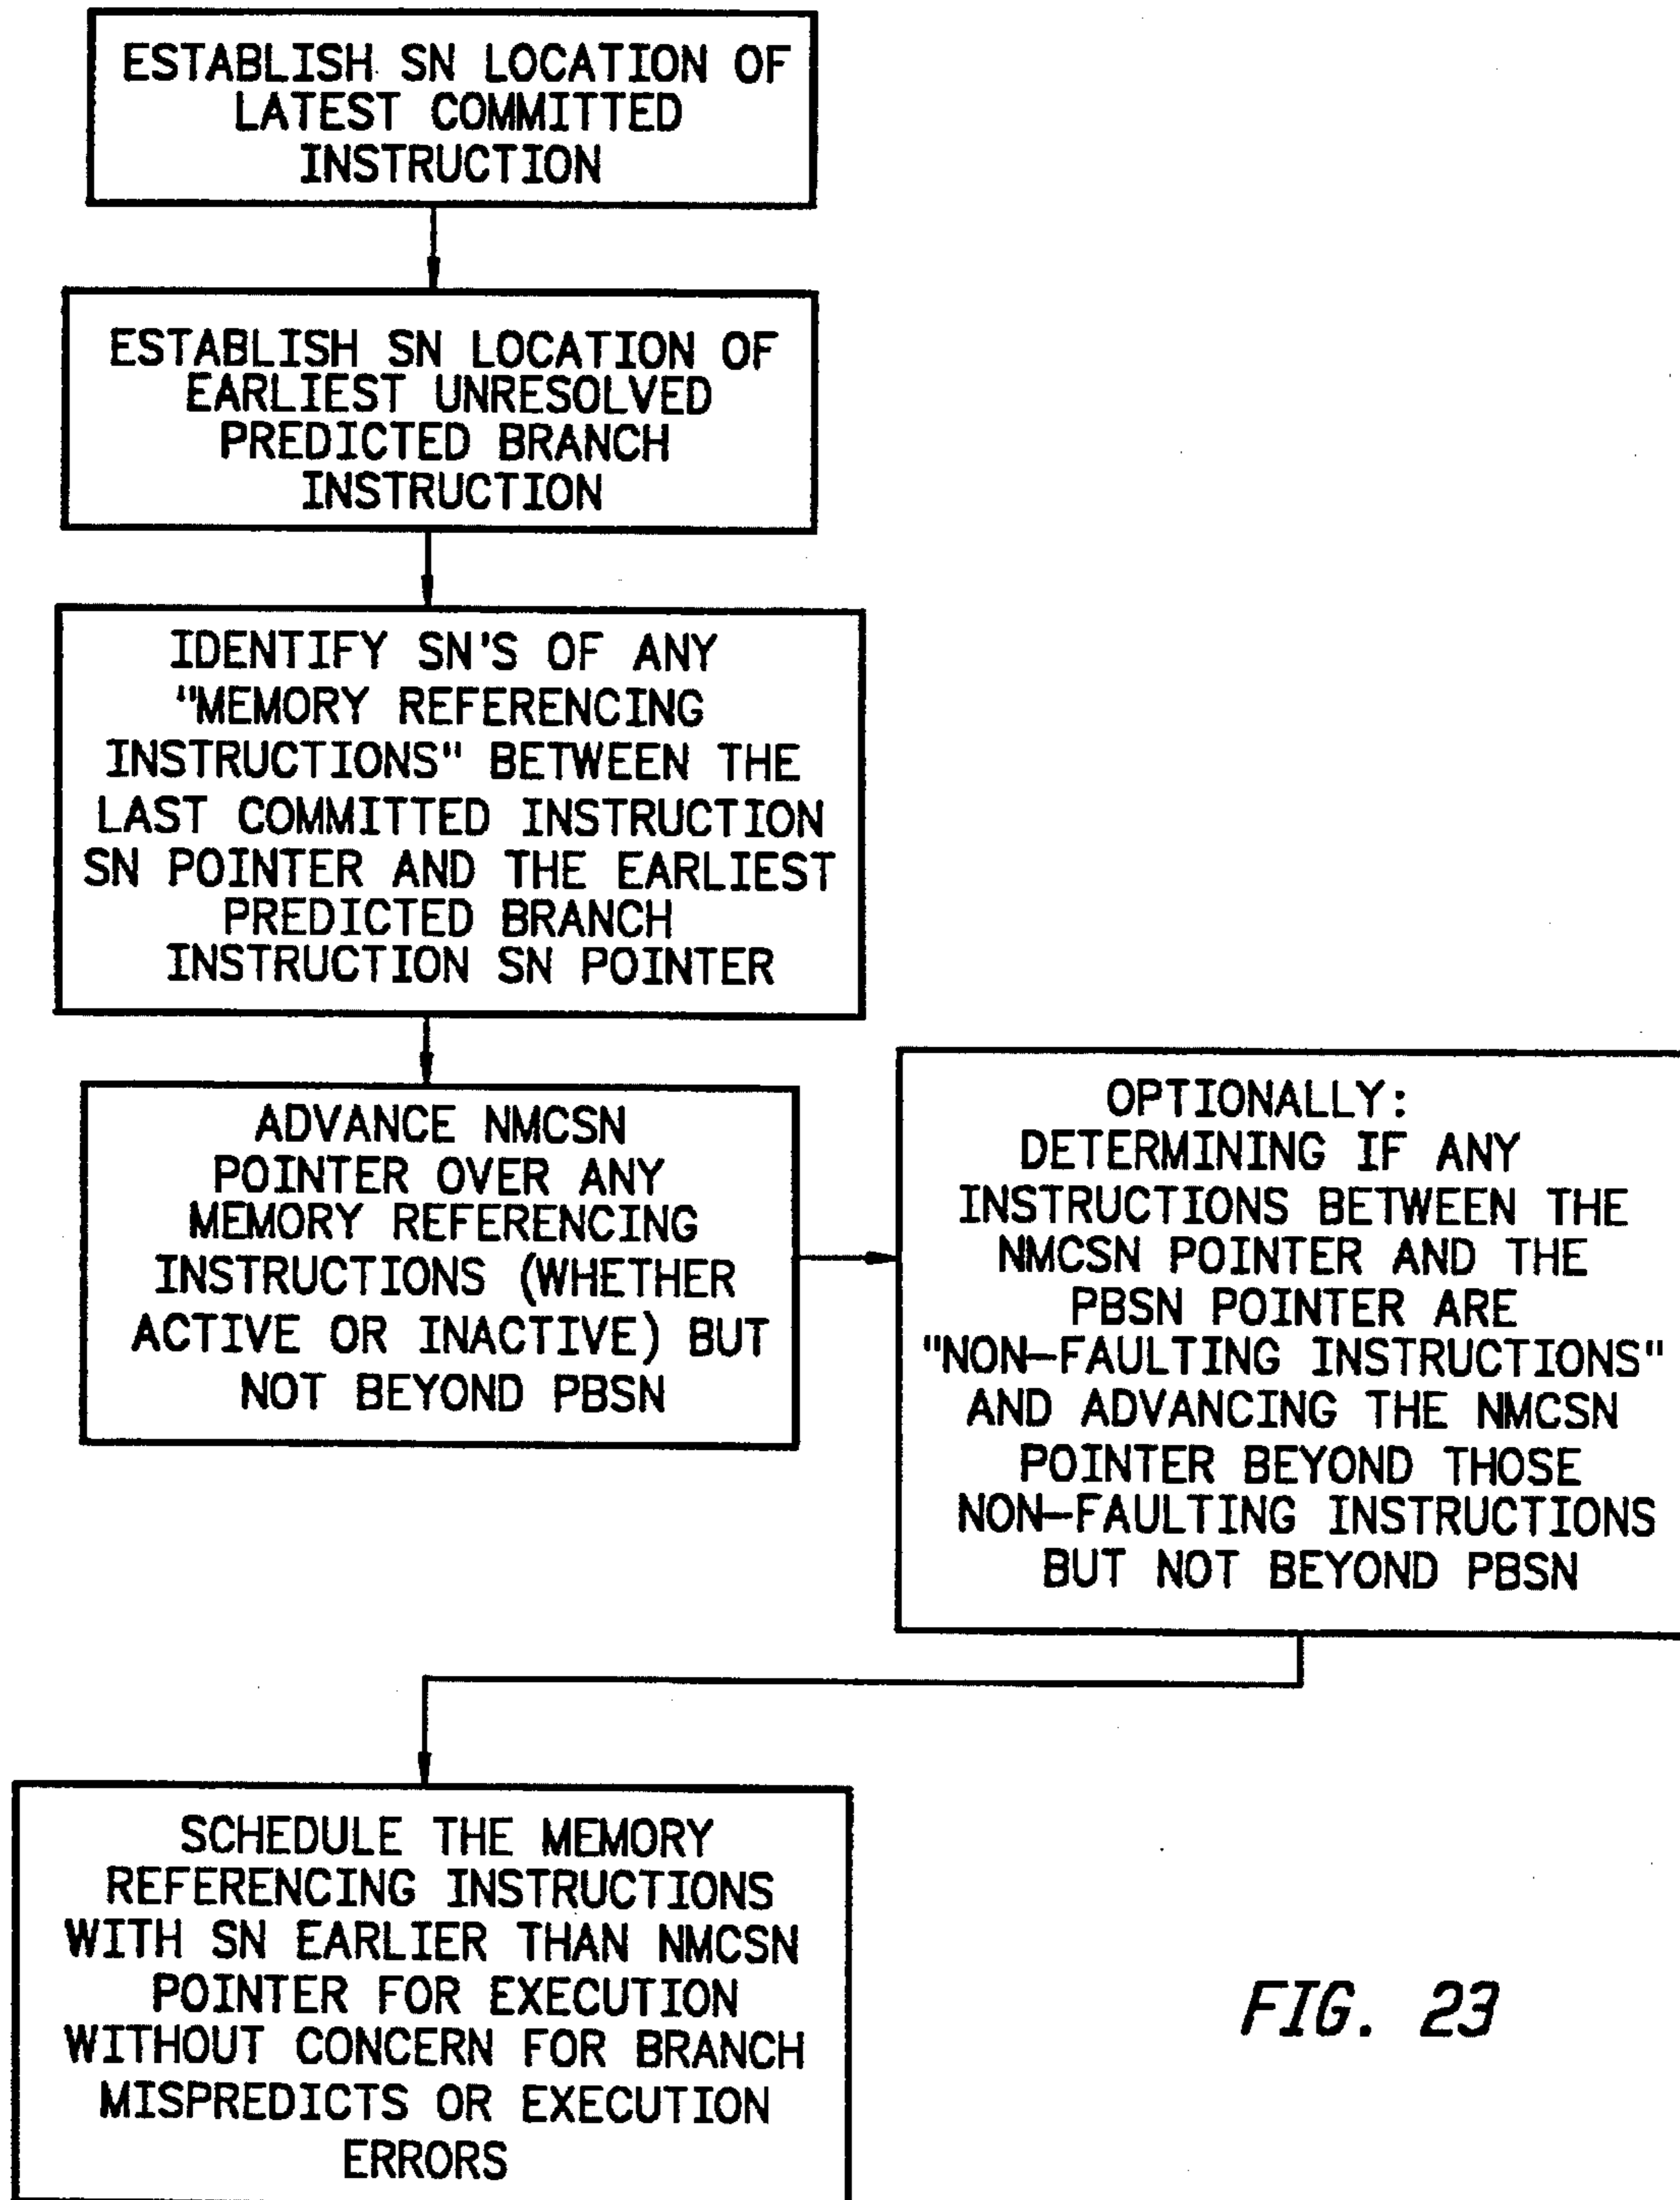 ESTABLISH SN LOCATION OF
LATEST COMMITTED
INSTRUCTION
ESTABLISH SN LOCATION OF
EARLIEST UNRESOLVED
PREDICTED BRANCH
INSTRUCTION
IDENTIFY SN'S OF ANY
"MEMORY REFERENCING
INSTRUCTIONS" BETWEEN THE
LAST COMMITTED INSTRUCTION
SN POINTER AND THE EARLIEST
PREDICTED BRANCH
INSTRUCTION SN POINTER
ADVANCE NMCSN
POINTER OVER ANY
MEMORY REFERENCING
INSTRUCTIONS (WHETHER
ACTIVE OR INACTIVE) BUT
NOT BEYOND PBSN
OPTIONALLY:
DETERMINING IF ANY
INSTRUCTIONS BETWEEN THE
NMCSN POINTER AND THE
PBSN POINTER ARE
"NON-FAULTING INSTRUCTIONS"
AND ADVANCING THE NMCSN
POINTER BEYOND THOSE
NON-FAULTING INSTRUCTIONS
BUT NOT BEYOND PBSN
SCHEDULE THE MEMORY
REFERENCING INSTRUCTIONS
WITH SN EARLIER THAN NMCSN
POINTER FOR EXECUTION
WITHOUT CONCERN FOR BRANCH
MISPREDICTS OR EXECUTION
ERRORS
FIG. 23